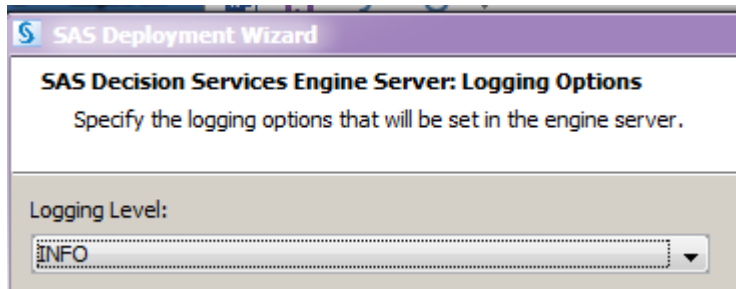 SAS Deployment Wizard
SAS Decision Services Engine Server: Logging Options
Specify the logging options that will be set in the engine server.
Logging Level:
INFO